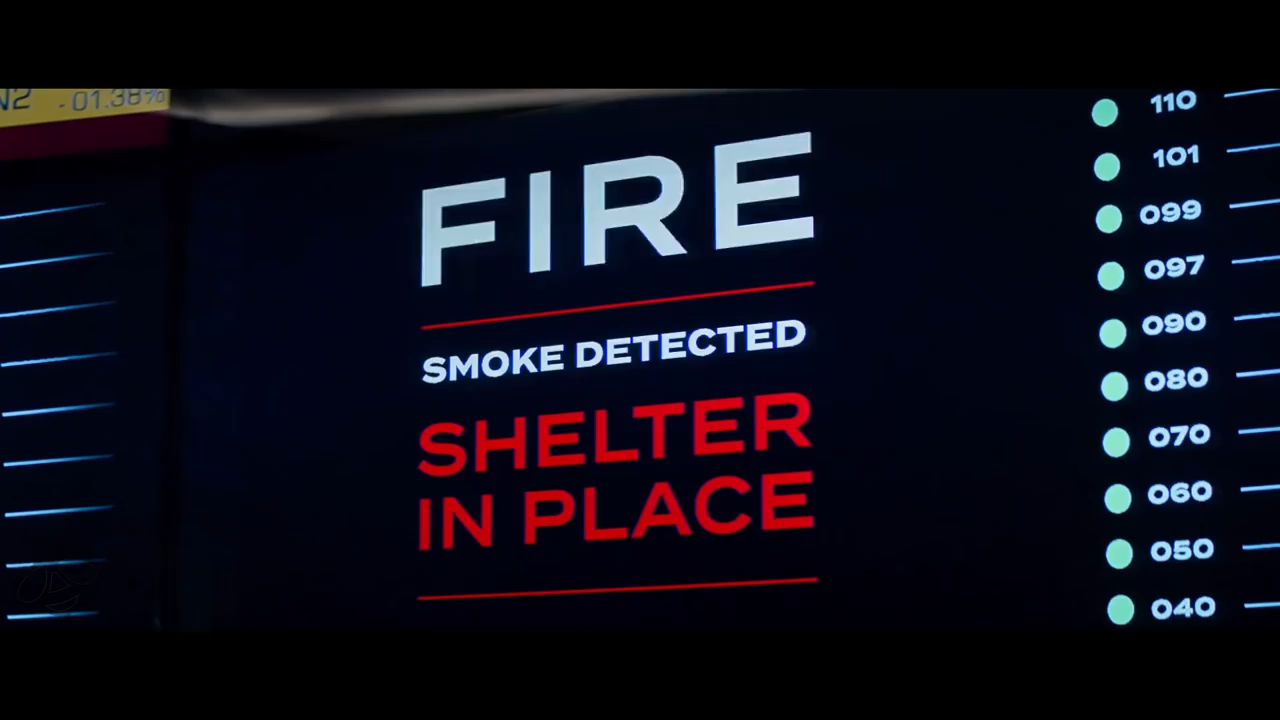 N2 -01.38%
FIRE
SMOKE DETECTED
SHELTER
IN PLACE
110
101
099
097
090
080
070
060
050
040